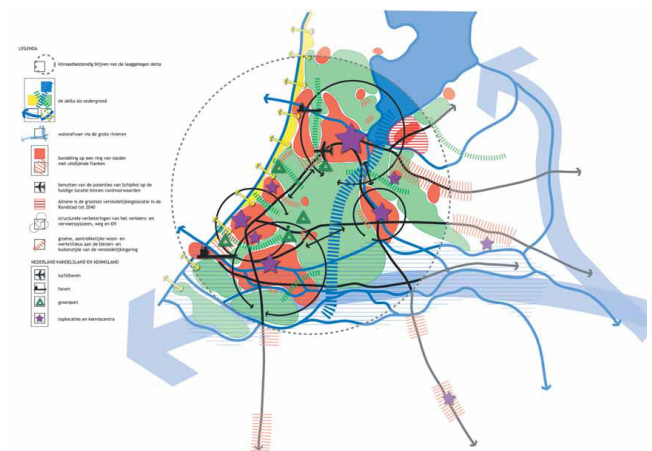 LEGENDA
klimaatbestendig blijven van de laaggelegen delta
de delta als ondergrond
waterafvoer via de grote rivieren
bundeling op een ring van steden
met uitdijende flanken
benutten van de potenties van Schiphol op de
huidige locatie binnen randvoorwaarden
Almere is de grootste verstedelijkingslocatie in de
Randstad tot 2040
structurele verbeteringen van het verkeers- en
vervoerssysteem, weg en OV
groene, aantrekkelijke woon- en
werkmilieus aan de binnen- en
buitenzijde van de verstedelijkingsring
NEDERLAND HANDELSLAND EN KENNISLAND
luchthaven
haven
greenport
toplocaties en kenniscentra